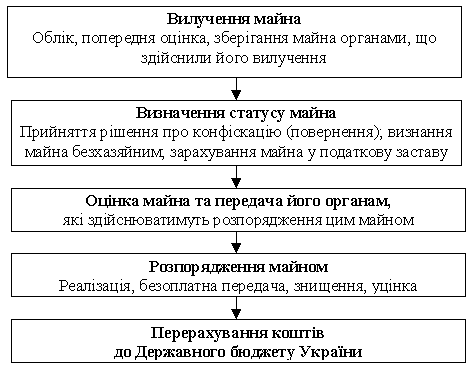 Вилучення майна
Облік, попередня оцінка, зберігання майна органами, що
здійснили його вилучення
Визначення статусу майна
Прийняття рішення про конфіскацію (повернення); визнання
майна безхазяйним; зарахування майна у податкову заставу
Оцінка майна та передача його органам,
які здійснюватимуть розпорядження цим майном
Розпорядження майном
Реалізація, безоплатна передача, знищення, уцінка
Перерахування коштів
до Державного бюджету України